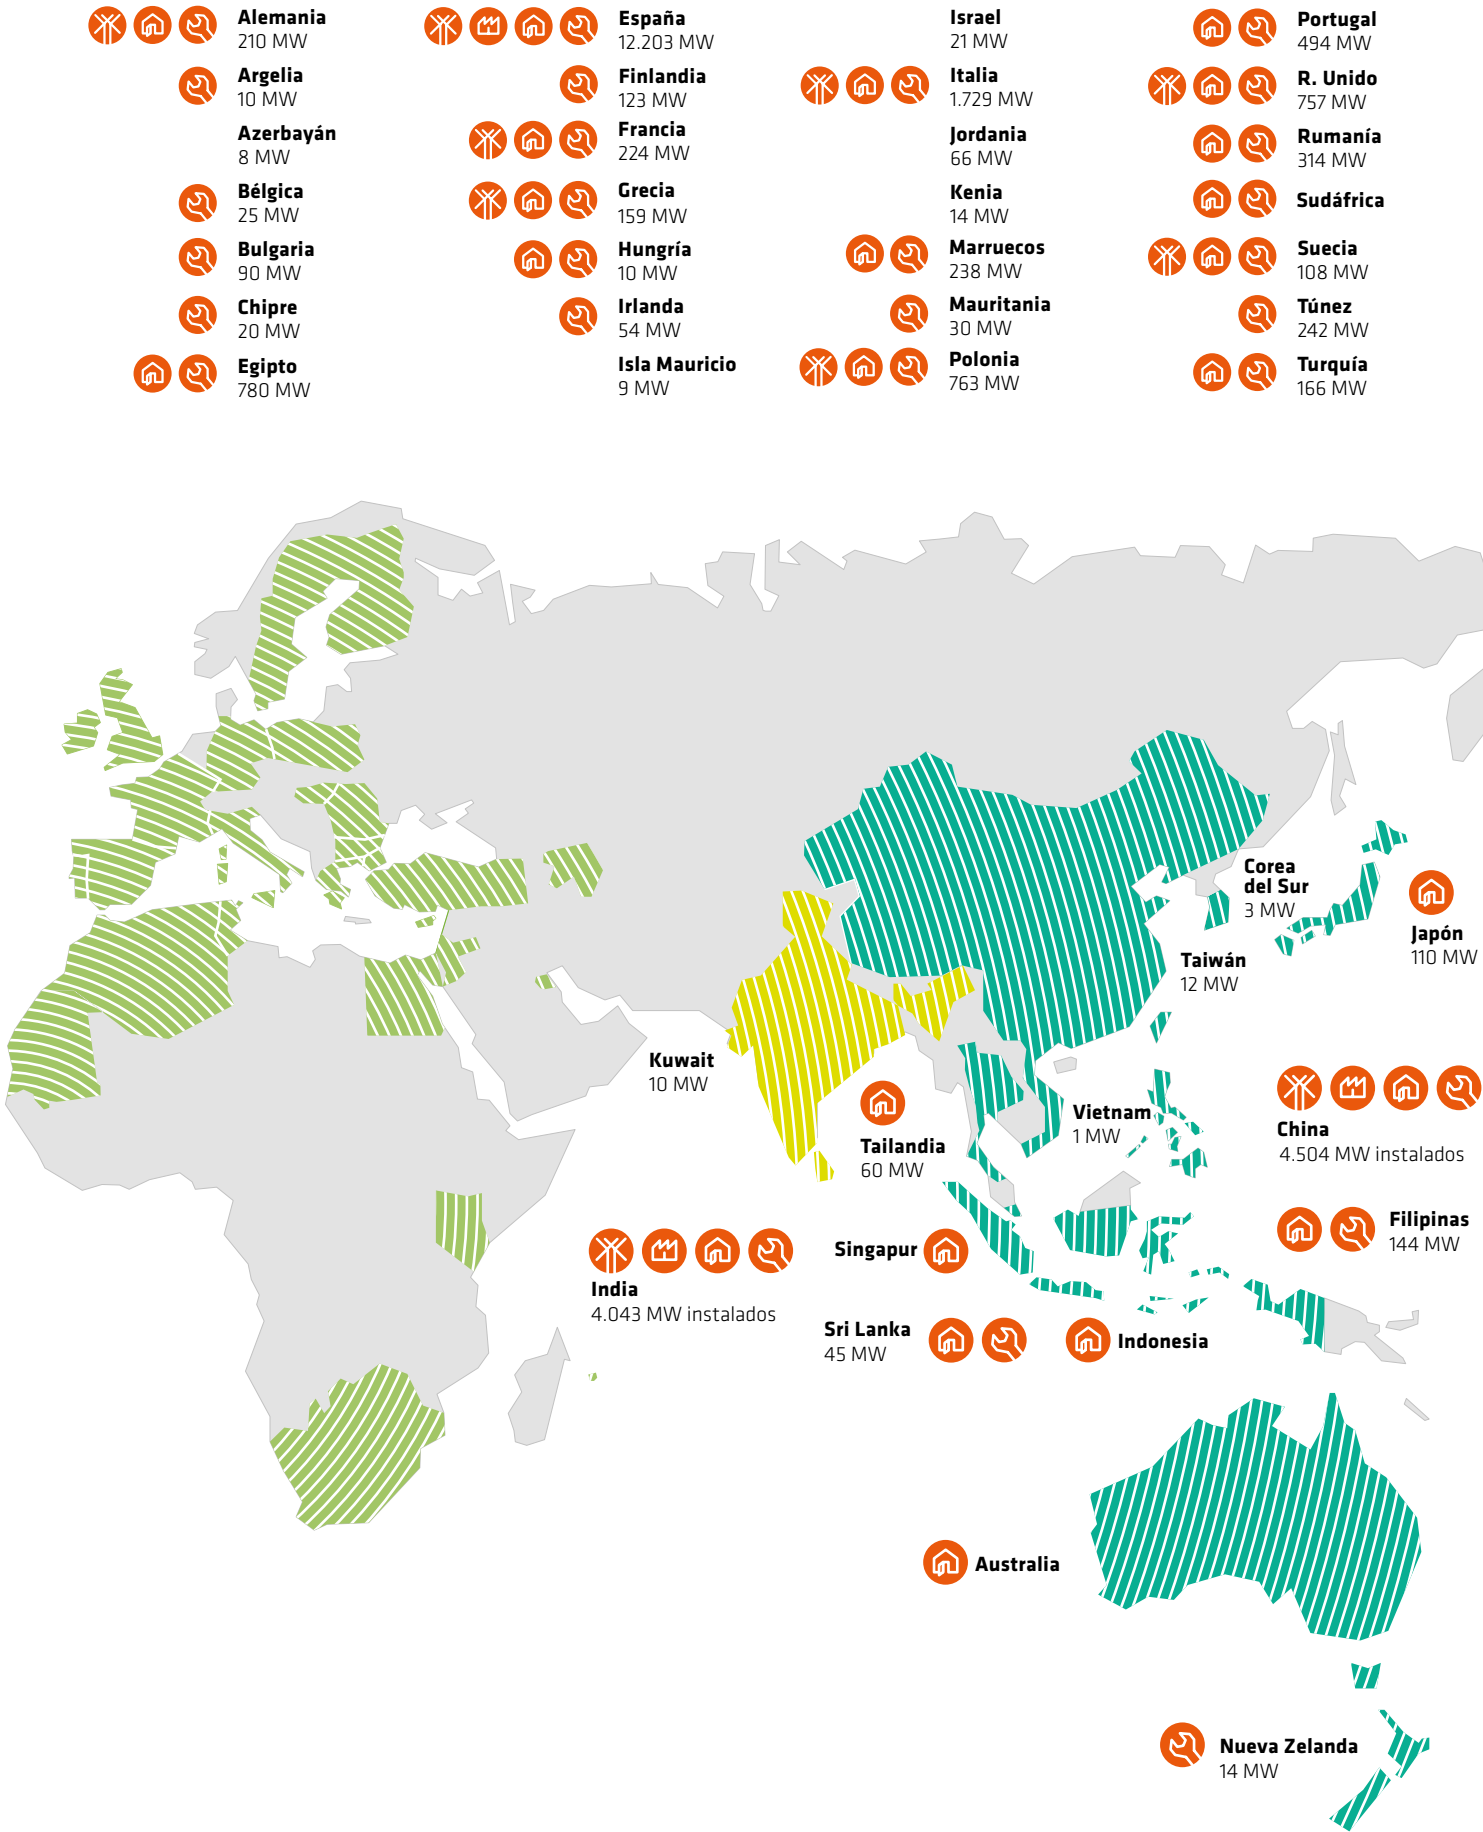 Alemania
210 MW
Argelia
10 MW
Azerbayán
8 MW
Bélgica
25 MW
Bulgaria
90 MW
Chipre
20 MW
Egipto
780 MW
España
12.203 MW
Finlandia
123 MW
Francia
224 MW
Grecia
159 MW
Hungría
10 MW
Irlanda
54 MW
Isla Mauricio
9 MW
Israel
21 MW
Italia
1.729 MW
Jordania
66 MW
Kenia
14 MW
Marruecos
238 MW
Mauritania
30 MW
Polonia
763 MW
Portugal
494 MW
R. Unido
757 MW
Rumanía
314 MW
Sudáfrica
Suecia
108 MW
Túnez
242 MW
Turquía
166 MW
Corea
del Sur
3 MW
Japón
110 MW
Taiwán
12 MW
Kuwait
10 MW
Vietnam
1 MW
Tailandia
60 MW
China
4.504 MW instalados
Filipinas
144 MW
Singapur
India
4.043 MW instalados
Sri Lanka
45 MW
Indonesia
Australia
Nueva Zelanda
14 MW